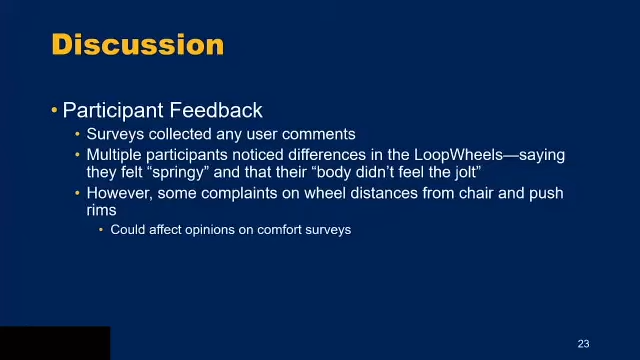 Discussion
• Participant Feedback
• Surveys collected any user comments
• Multiple participants noticed differences in the LoopWheels—saying
they felt “springy” and that their “body didn’t feel the jolt”
• However, some complaints on wheel distances from chair and push
rims
• Could affect opinions on comfort surveys
23